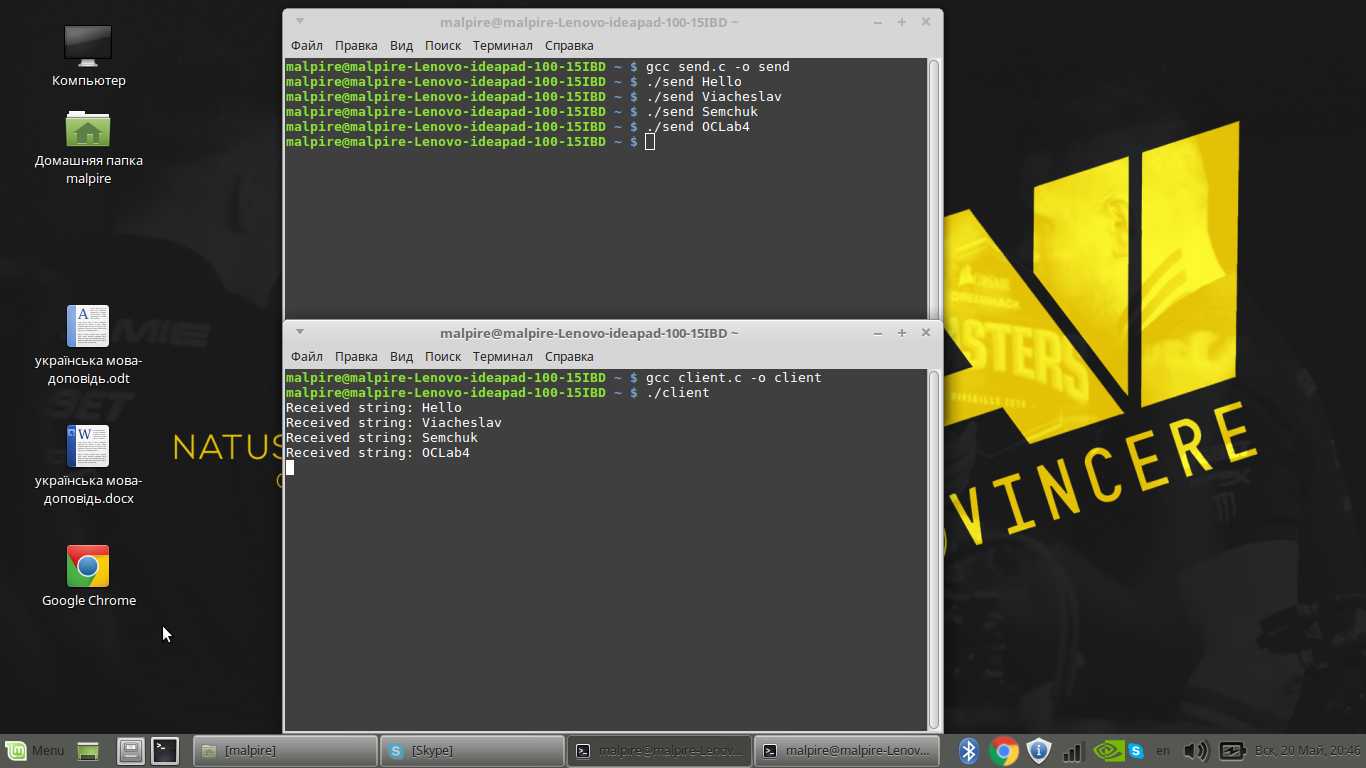 Компьютер
Домашняя папка
malpire
українська мова-
доповідь.odt
українська мова-
доповідь.docx
Google Chrome
malpire@malpire-Lenovo-ideapad-100-15IBD ~
Файл Правка Вид Поиск Терминал Справка
malpire@malpire-Lenovo-ideapad-100-15IBD ~ $ gcc send.c -o send
malpire@malpire-Lenovo-ideapad-100-15IBD ~ $ ./send Hello
malpire@malpire-Lenovo-ideapad-100-15IBD ~ $ ./send Viacheslav
malpire@malpire-Lenovo-ideapad-100-15IBD ~ $ ./send Semchuk
malpire@malpire-Lenovo-ideapad-100-15IBD ~ $ ./send OCLab4
malpire@malpire-Lenovo-ideapad-100-15IBD ~ $
malpire@malpire-Lenovo-ideapad-100-15IBD ~
Файл Правка Вид Поиск Терминал Справка
malpire@malpire-Lenovo-ideapad-100-15IBD ~ $ gcc client.c -o client
malpire@malpire-Lenovo-ideapad-100-15IBD ~ $ ./client
Received string: Hello
Received string: Viacheslav
Received string: Semchuk
Received string: OCLab4
NATUS
VINCERE
DREAMHACK
MASTERS
BET
Menu [malpire] [Skype] malpire@malpire-Lenov... malpire@malpire-Lenov... en Вск, 20 Май, 20:46